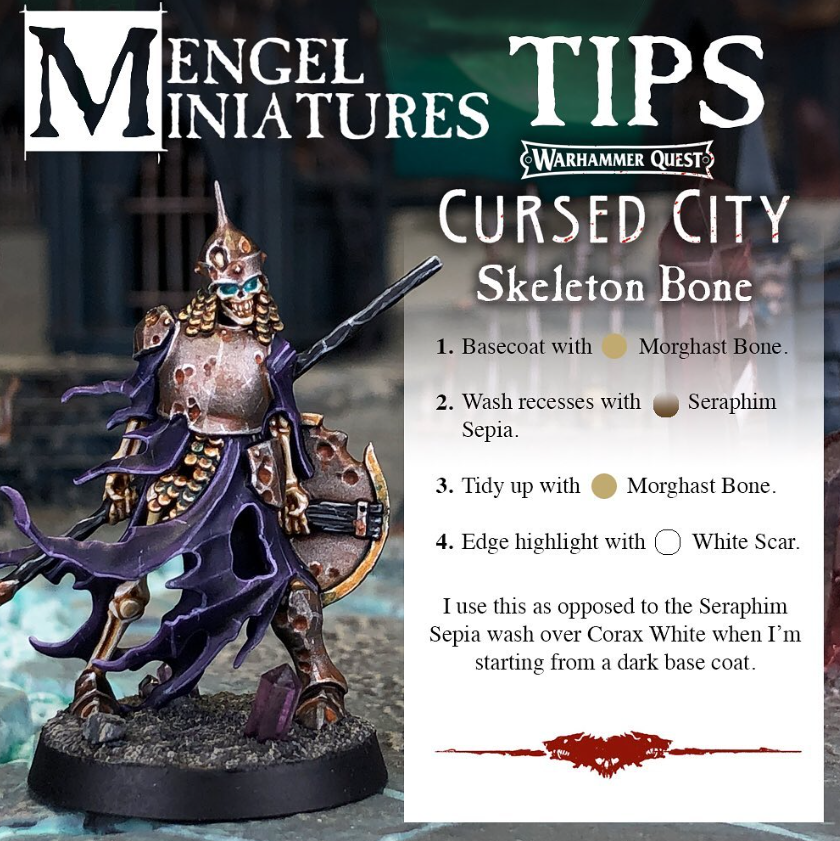 MENGEL MINIATURES
TIPS
WARHAMMER QUEST
CURSED CITY
Skeleton Bone
1. Basecoat with Morghast Bone.
2. Wash recesses with Seraphim
Sepia.
3. Tidy up with Morghast Bone.
4. Edge highlight with White Scar.
I use this as opposed to the Seraphim
Sepia wash over Corax White when I'm
starting from a dark base coat.